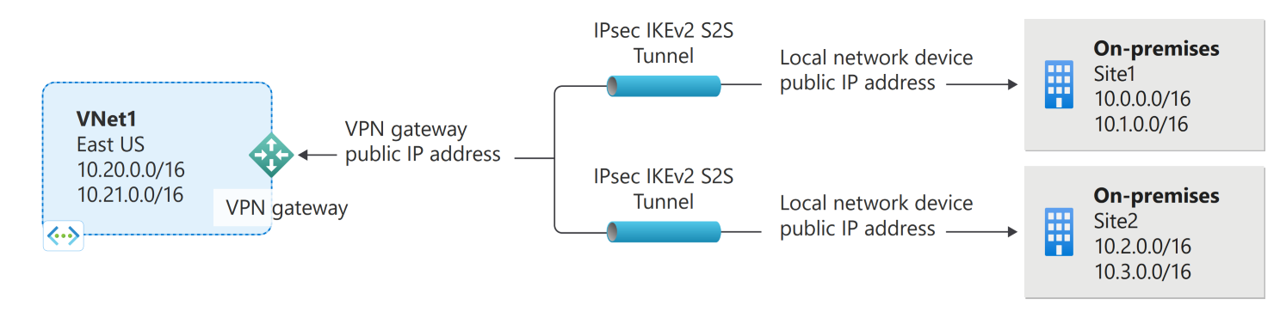 VNet1
East US
10.20.0.0/16
10.21.0.0/16
VPN gateway
VPN gateway
public IP address
IPsec IKEv2 S2S
Tunnel
Local network device
public IP address
On-premises
Site1
10.0.0.0/16
10.1.0.0/16
IPsec IKEv2 S2S
Tunnel
Local network device
public IP address
On-premises
Site2
10.2.0.0/16
10.3.0.0/16